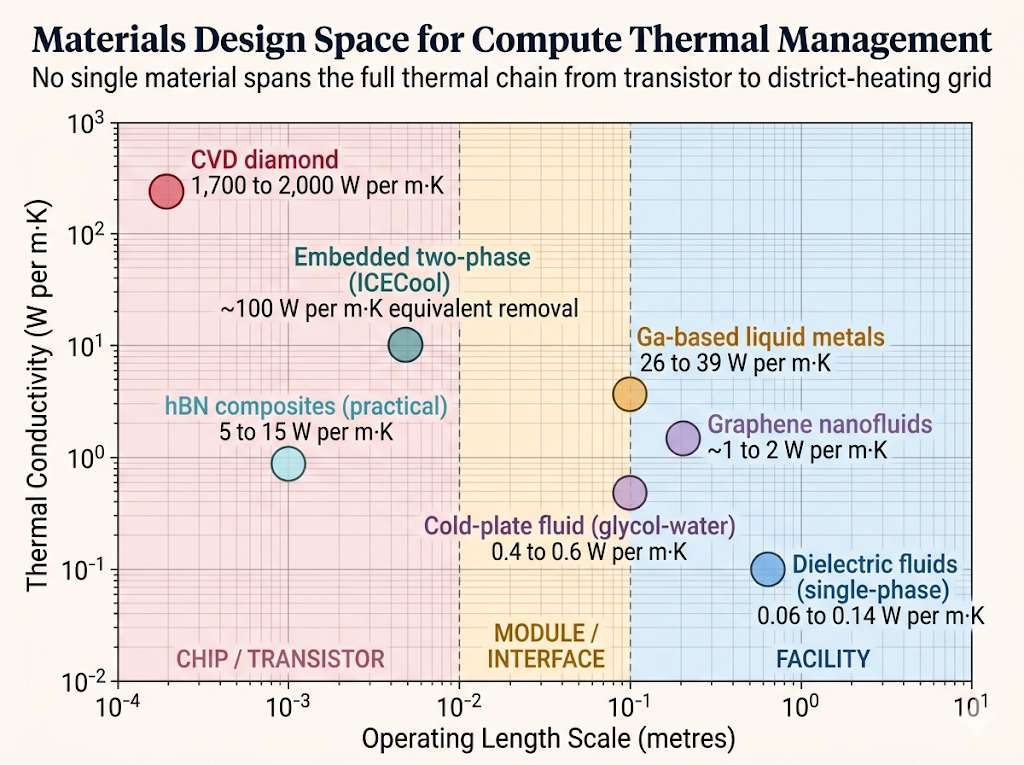 Materials Design Space for Compute Thermal Management
No single material spans the full thermal chain from transistor to district-heating grid
Thermal Conductivity (W per m·K)
10³
10²
10¹
10⁰
10⁻¹
10⁻²
CVD diamond
1,700 to 2,000 W per m·K
Embedded two-phase
(ICECool)
~100 W per m·K equivalent removal
hBN composites (practical)
5 to 15 W per m·K
Ga-based liquid metals
26 to 39 W per m·K
Graphene nanofluids
~1 to 2 W per m·K
Cold-plate fluid (glycol-water)
0.4 to 0.6 W per m·K
Dielectric fluids
(single-phase)
0.06 to 0.14 W per m·K
CHIP / TRANSISTOR
MODULE /
INTERFACE
FACILITY
10⁻⁴
10⁻³
10⁻²
10⁻¹
10⁰
10¹
Operating Length Scale (metres)